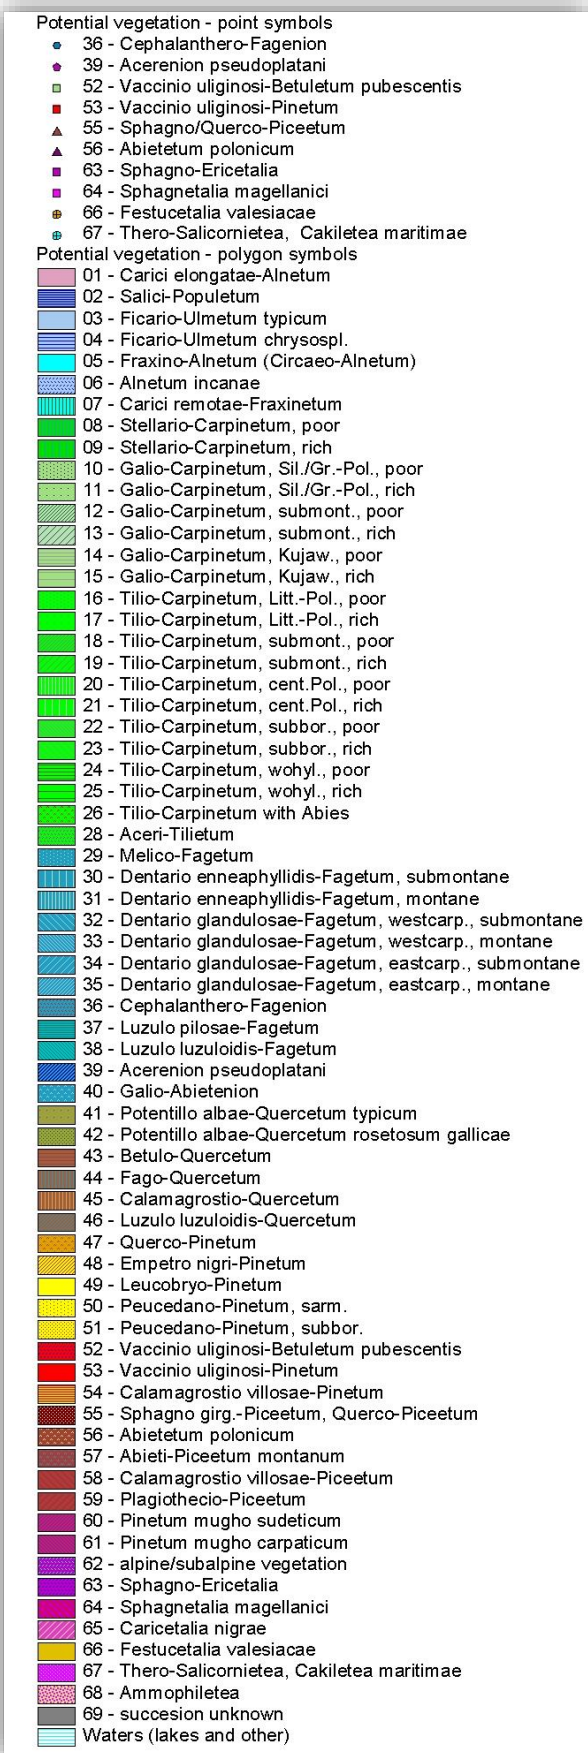 Potential vegetation - point symbols
36 - Cephalanthero-Fagenion
39 - Acerenion pseudoplatani
52 - Vaccinio uliginosi-Betuletum pubescentis
53 - Vaccinio uliginosi-Pinetum
55 - Sphagno/Querco-Piceetum
56 - Abietetum polonicum
63 - Sphagno-Ericetalia
64 - Sphagnetalia magellanici
66 - Festucetalia valesiacae
67 - Thero-Salicornietea, Cakiletea maritimae
Potential vegetation - polygon symbols
01 - Carici elongatae-Alnetum
02 - Salici-Populetum
03 - Ficario-Ulmetum typicum
04 - Ficario-Ulmetum chrysospl.
05 - Fraxino-Alnetum (Circaeo-Alnetum)
06 - Alnetum incanae
07 - Carici remotae-Fraxinetum
08 - Stellario-Carpinetum, poor
09 - Stellario-Carpinetum, rich
10 - Galio-Carpinetum, Sil./Gr.-Pol., poor
11 - Galio-Carpinetum, Sil./Gr.-Pol., rich
12 - Galio-Carpinetum, submont., poor
13 - Galio-Carpinetum, submont., rich
14 - Galio-Carpinetum, Kujaw., poor
15 - Galio-Carpinetum, Kujaw., rich
16 - Tilio-Carpinetum, Litt.-Pol., poor
17 - Tilio-Carpinetum, Litt.-Pol., rich
18 - Tilio-Carpinetum, submont., poor
19 - Tilio-Carpinetum, submont., rich
20 - Tilio-Carpinetum, cent.Pol., poor
21 - Tilio-Carpinetum, cent.Pol., rich
22 - Tilio-Carpinetum, subbor., poor
23 - Tilio-Carpinetum, subbor., rich
24 - Tilio-Carpinetum, wohyl., poor
25 - Tilio-Carpinetum, wohyl., rich
26 - Tilio-Carpinetum with Abies
28 - Aceri-Tilietum
29 - Melico-Fagetum
30 - Dentario enneaphyllidis-Fagetum, submontane
31 - Dentario enneaphyllidis-Fagetum, montane
32 - Dentario glandulosae-Fagetum, westcarp., submontane
33 - Dentario glandulosae-Fagetum, westcarp., montane
34 - Dentario glandulosae-Fagetum, eastcarp., submontane
35 - Dentario glandulosae-Fagetum, eastcarp., montane
36 - Cephalanthero-Fagenion
37 - Luzulo pilosae-Fagetum
38 - Luzulo luzuloidis-Fagetum
39 - Acerenion pseudoplatani
40 - Galio-Abietenion
41 - Potentillo albae-Quercetum typicum
42 - Potentillo albae-Quercetum rosetosum gallicae
43 - Betulo-Quercetum
44 - Fago-Quercetum
45 - Calamagrostio-Quercetum
46 - Luzulo luzuloidis-Quercetum
47 - Querco-Pinetum
48 - Empetro nigri-Pinetum
49 - Leucobryo-Pinetum
50 - Peucedano-Pinetum, sarm.
51 - Peucedano-Pinetum, subbor.
52 - Vaccinio uliginosi-Betuletum pubescentis
53 - Vaccinio uliginosi-Pinetum
54 - Calamagrostio villosae-Pinetum
55 - Sphagno girg.-Piceetum, Querco-Piceetum
56 - Abietetum polonicum
57 - Abieti-Piceetum montanum
58 - Calamagrostio villosae-Piceetum
59 - Plagiothecio-Piceetum
60 - Pinetum mugho sudeticum
61 - Pinetum mugho carpaticum
62 - alpine/subalpine vegetation
63 - Sphagno-Ericetalia
64 - Sphagnetalia magellanici
65 - Caricetalia nigrae
66 - Festucetalia valesiacae
67 - Thero-Salicornietea, Cakiletea maritimae
68 - Ammophiletea
69 - succesion unknown
Waters (lakes and other)